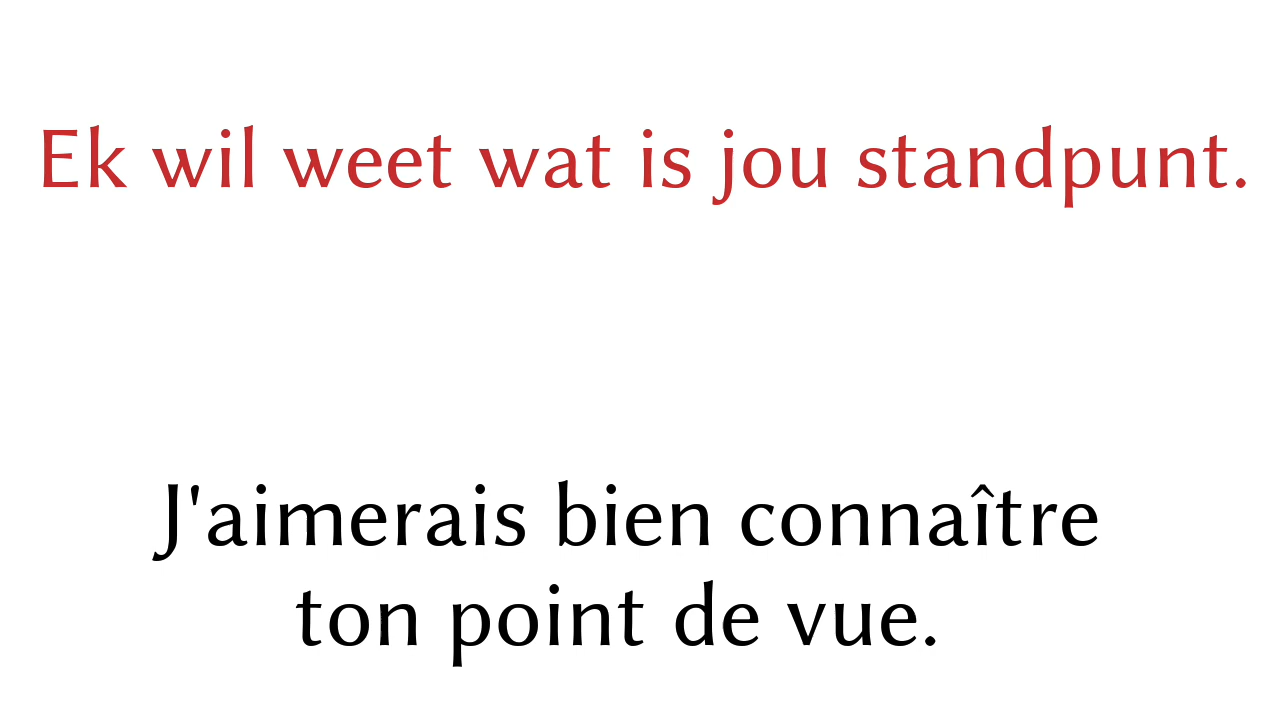 Ek wil weet wat is jou standpunt.
J'aimerais bien connaître
ton point de vue.